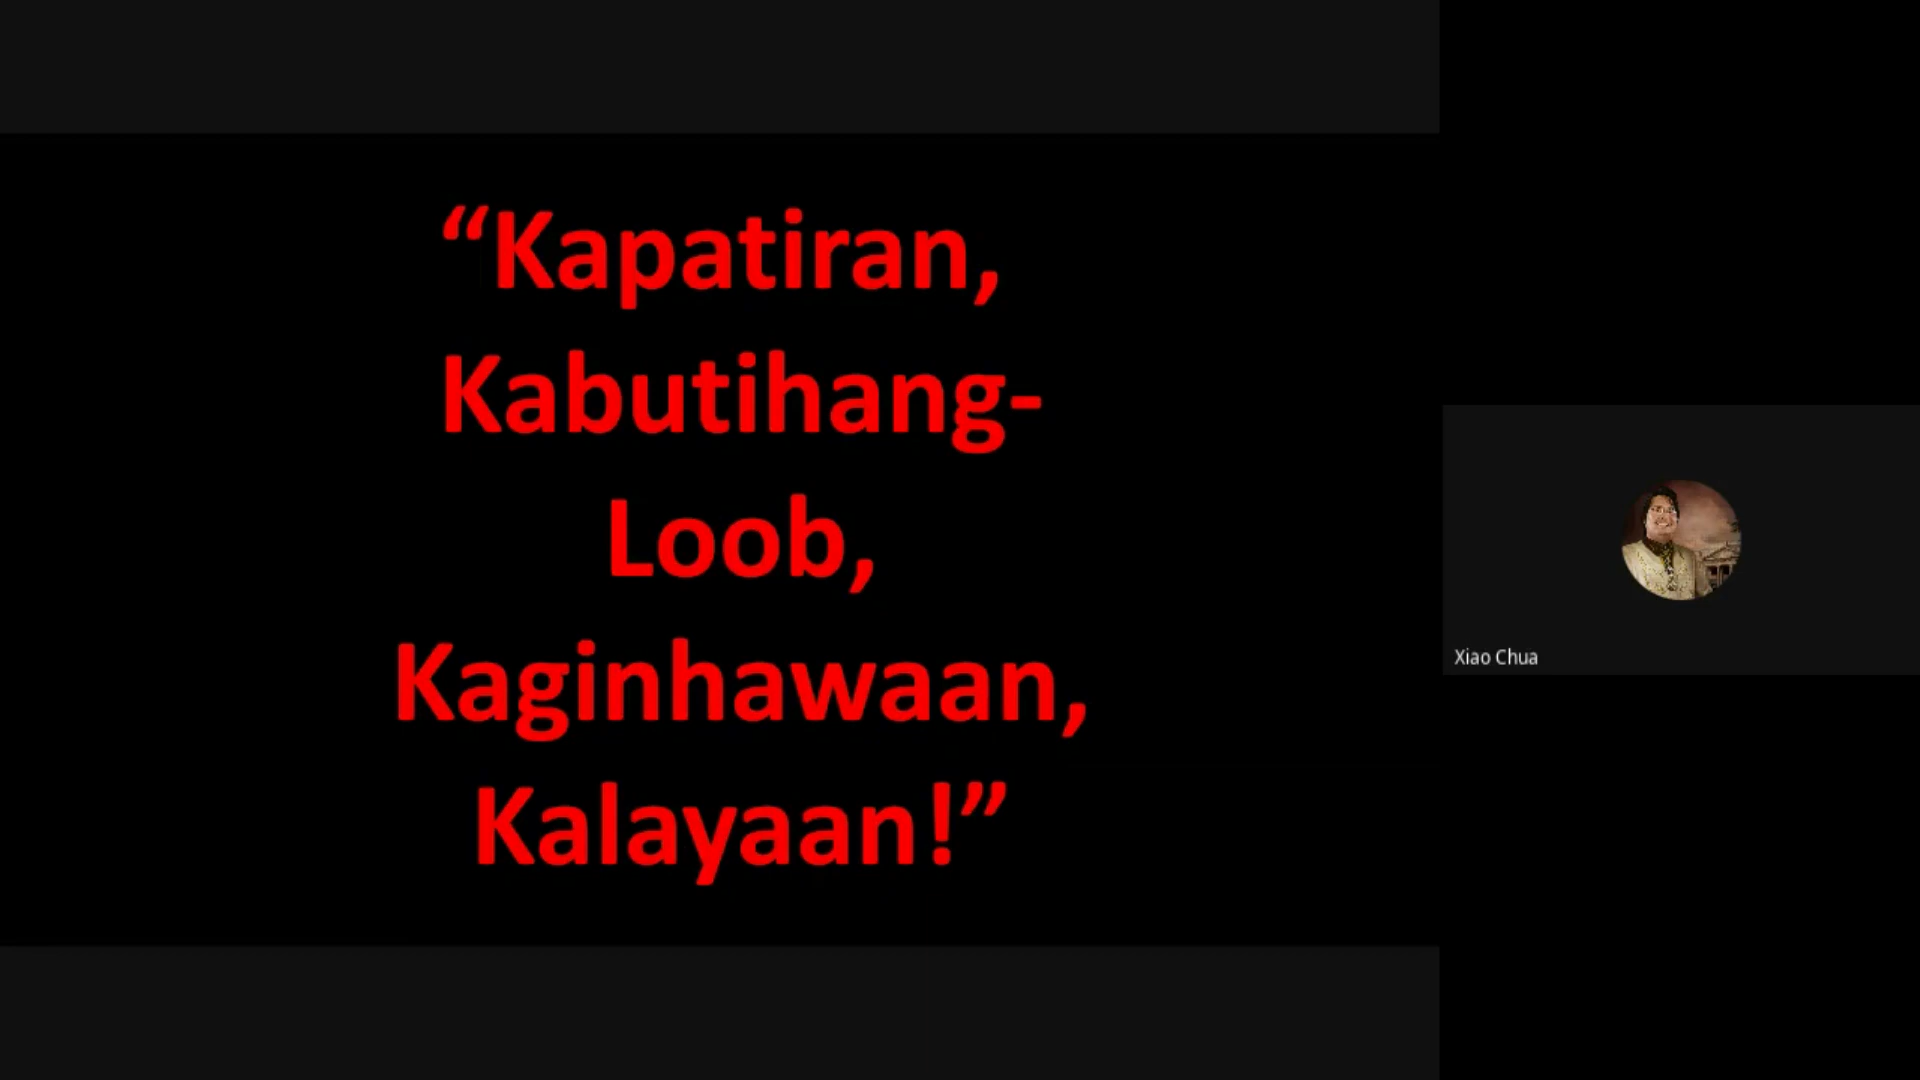 “Kapatiran,
Kabutihang-
Loob,
Kaginhawaan,
Kalayaan!”
Xiao Chua